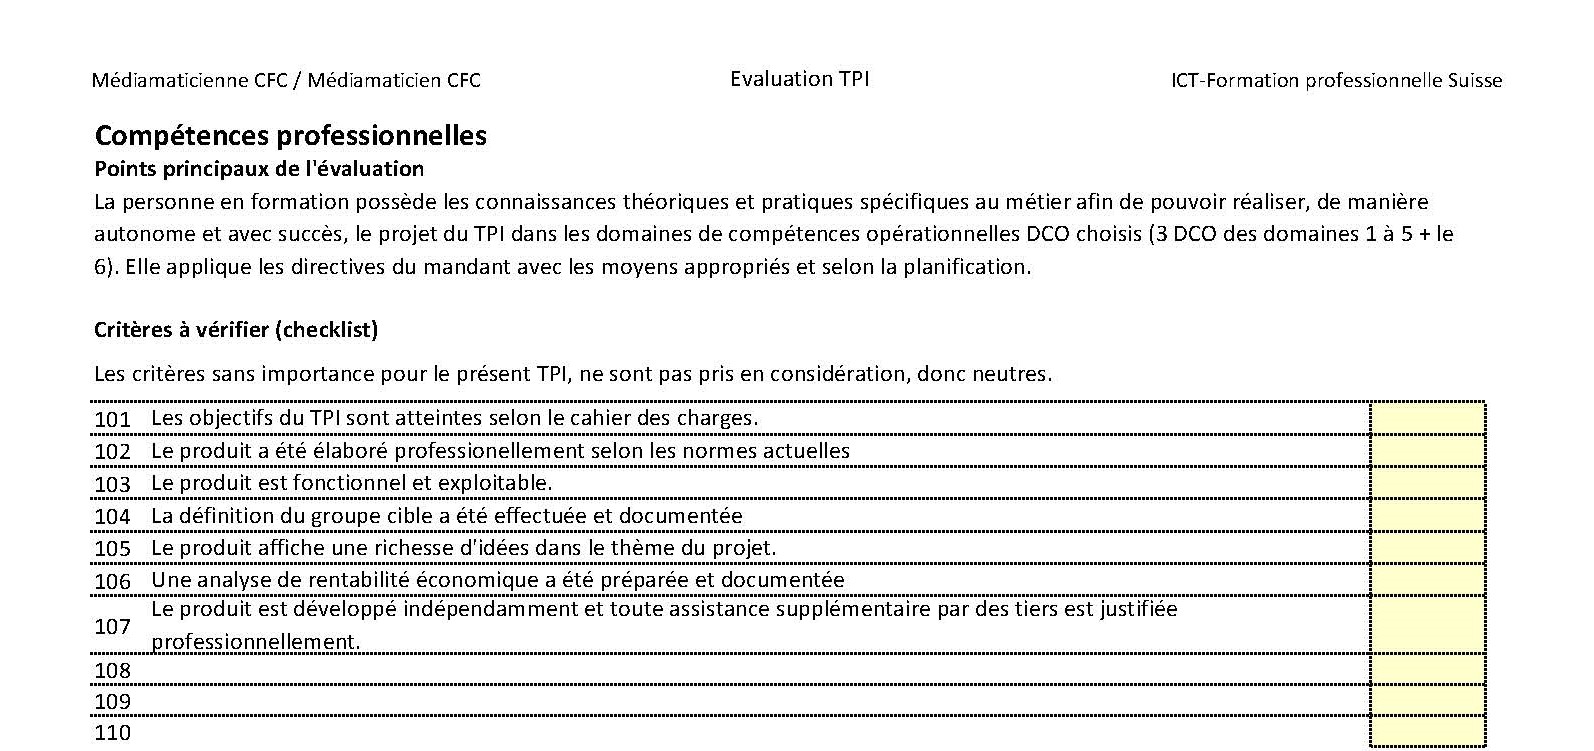 Médiamaticienne CFC / Médiamaticien CFC Evaluation TPI ICT-Formation professionnelle Suisse
Compétences professionnelles
Points principaux de l'évaluation
La personne en formation possède les connaissances théoriques et pratiques spécifiques au métier afin de pouvoir réaliser, de manière
autonome et avec succès, le projet du TPI dans les domaines de compétences opérationnelles DCO choisis (3 DCO des domaines 1 à 5 + le
6). Elle applique les directives du mandant avec les moyens appropriés et selon la planification.
Critères à vérifier (checklist)
Les critères sans importance pour le présent TPI, ne sont pas pris en considération, donc neutres.
101 Les objectifs du TPI sont atteintes selon le cahier des charges.
102 Le produit a été élaboré professionellement selon les normes actuelles
103 Le produit est fonctionnel et exploitable.
104 La définition du groupe cible a été effectuée et documentée
105 Le produit affiche une richesse d'idées dans le thème du projet.
106 Une analyse de rentabilité économique a été préparée et documentée
107 Le produit est développé indépendamment et toute assistance supplémentaire par des tiers est justifiée
professionnellement.
108
109
110